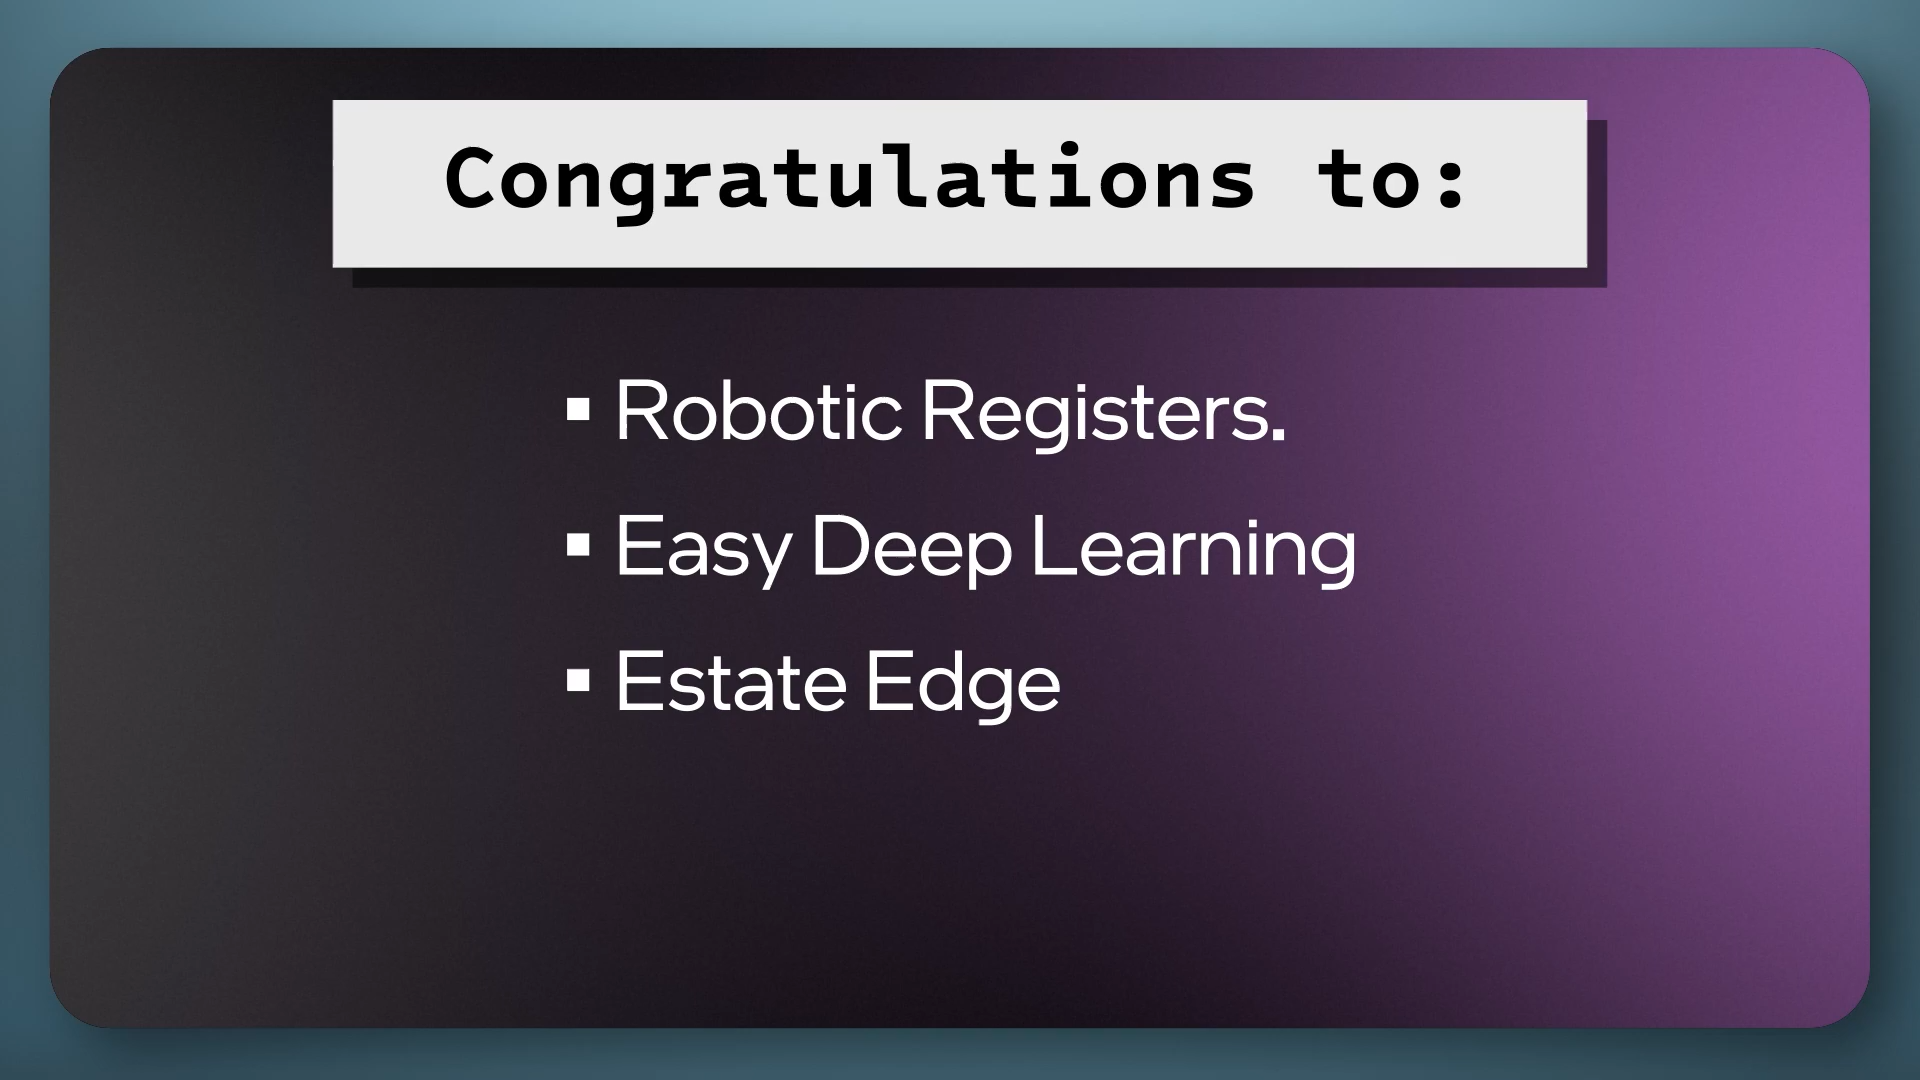 Congratulations to:
▪ Robotic Registers.
▪ Easy Deep Learning
▪ Estate Edge